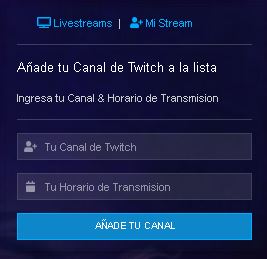 Livestreams | Mi Stream
Añade tu Canal de Twitch a la lista
Ingresa tu Canal & Horario de Transmision
Tu Canal de Twitch
Tu Horario de Transmision
AÑADE TU CANAL